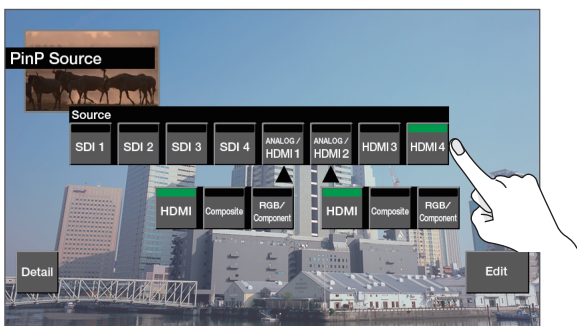 PinP Source
Source
SDI 1 SDI 2 SDI 3 SDI 4 ANALOG / HDMI 1 ANALOG / HDMI 2 HDMI 3 HDMI 4
HDMI Composite RGB/ Component HDMI Composite RGB/ Component
Detail Edit